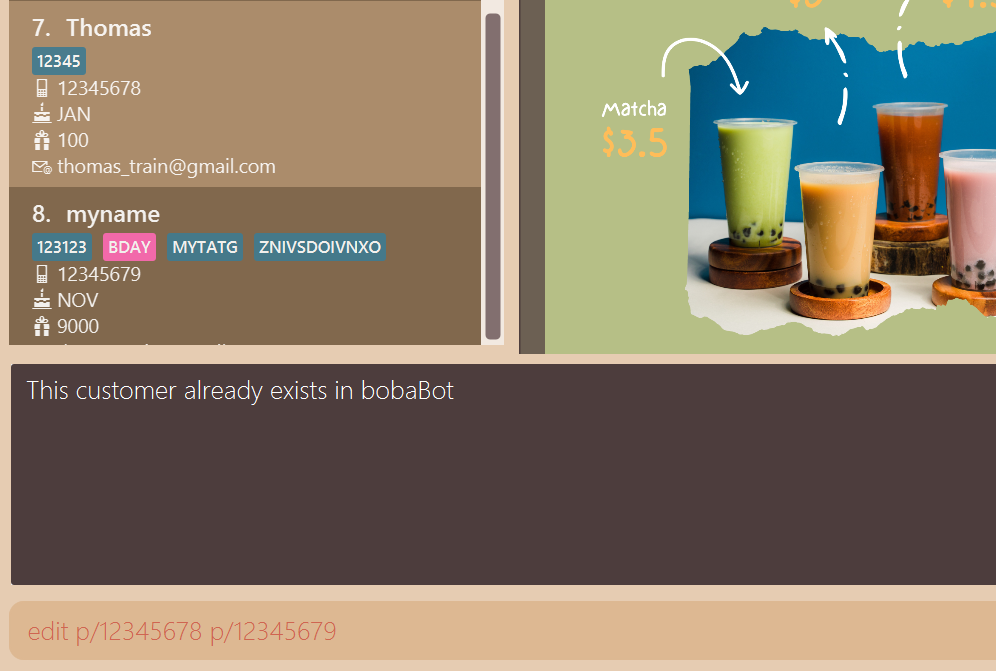 7. Thomas
12345
12345678
JAN
100
thomas_train@gmail.com
8. myname
123123 BDAY MYTATG ZNIVSDOIVNXO
12345679
NOV
9000
Matcha
$3.5
This customer already exists in bobaBot
edit p/12345678 p/12345679